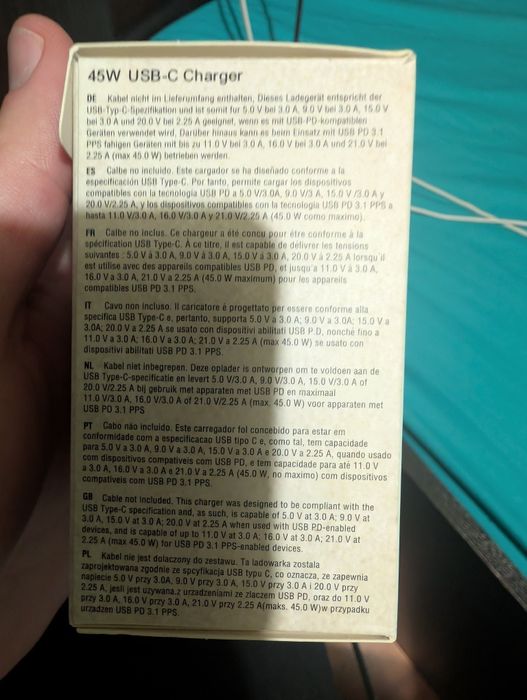 45W USB-C Charger
DE Kabel nicht im Lieferumfang enthalten, Dieses Ladegerät entspricht der
USB-Typ-C-Spezifikation und ist somit für 5.0 V bei 3.0 A, 9.0 V bei 3.0 A, 15.0 V
bei 3.0 A und 20.0 V bei 2.25 A geeignet, wenn es mit USB-PD-kompatiblen
Geräten verwendet wird, Darüber hinaus kann es beim Einsatz mit USB PD 3.1
PPS fähigen Geräten mit bis zu 11.0 V bei 3.0A, 16.0 V bei 3.0 A und 21.0 V bei
2.25 A (max 45.0 W) betrieben werden.
ES Calbe no incluido. Este cargador se ha diseñado conforme a la
especificación USB Type-C. Por tanto, permite cargar los dispositivos
compatibles con la tecnología USB PD a 5.0 V/3.0A, 9.0 V/3 A, 15.0 V /3.0 A y
20.0 V/2.25 A, y los dispositivos compatibles con la tecnología USB PD 3.1 PPS a
hasta 11.0 V/3.0 A, 16.0 V/3.0 A y 21.0 V/2.25 A (45.0 W como maximo).
FR Calbe no inclus. Ce chargeur a été concu pour être conforme à la
spécification USB Type-C. À ce titre, il est capable de délivrer les tensions
suivantes : 5.0 V à 3.0 A, 9.0 V à 3.0 A, 15.0 V à 3.0 A, 20.0 V à 2.25 A lorsqu'il
est utilise avec des appareils compatibles USB PD, et jusqu'a 11.0 V à 3.0 A,
16.0 V a 3.0 A, 21.0 V a 2.25 A (45.0 W maximum) pour les appareils
compatibles USB PD 3.1 PPS.
IT Cavo non incluso. Il caricatore è progettato per essere conforme alla
specifica USB Type-C e, pertanto, supporta 5.0 V a 3.0 A; 9.0 V a 3.0A; 15.0 V a
3.0A; 20.0 V a 2.25 A se usato con dispositivi abilitati USB P.D, nonché fino a
11.0 V a 3.0 A; 16.0 V a 3.0 A; 21.0 V a 2.25 A (max 45.0 W) se usato con
dispositivi abilitati USB PD 3.1 PPS.
NL Kabel niet inbegrepen. Deze oplader is ontworpen om te voldoen aan de
USB Type-C-specificatie en levert 5.0 V/3.0 A, 9.0 V/3.0 A, 15.0 V/3.0 A of
20.0 V/2.25 A bij gebruik met apparaten met USB PD en maximaal
11.0 V/3.0 A, 16.0 V/3.0 A of 21.0 V/2.25 A (max. 45.0 W) voor apparaten met
USB PD 3.1 PPS
PT Cabo não incluído. Este carregador foi concebido para estar em
conformidade com a especificacao USB tipo C e, como tal, tem capacidade
para 5.0 V a 3.0 A, 9.0 V a 3.0 A, 15.0 V a 3.0 A e 20.0 V a 2.25 A, quando usado
com dispositivos compativeis com USB PD, e tem capacidade para até 11.0 V
a 3.0 A, 16.0 V a 3.0 A e 21.0 V a 2.25 A (45.0 W, no maximo) com dispositivos
compativeis com USB PD 3.1 PPS.
GB Cable not included. This charger was designed to be compliant with the
USB Type V specification and, as such, is capable of 5.0 V at 3.0 A; 9.0 V at
3.0 A, 15.0 V at 3.0 A; 20.0 V at 2.25 A when used with USB PD-enabled
devices, and is capable of up to 11.0 V at 3.0 A; 16.0 V at 3.0 A; 21.0 V at
2.25 A (max 45.0 W) for USB PD 3.1 PPS-enabled devices.
PL Kabel nie jest dolaczony do zestawu. Ta ladowarka zostala
zaprojektowana zgodnie ze spcyfikacja USB typu C, co oznacza, ze zapewnia
napiecie 5.0 V przy 3.0A, 9.0 V przy 3.0 A, 15.0 V przy 3.0 A i 20.0 V przy
2.25 A, jesli jest uzywana.z urzadzeniami ze zlaczem USB PD, oraz do 11.0 V
przy 3.0 A, 16.0 V przy 3.0 A, 21.0 V przy 2.25 A(maks. 45.0 W)w przypadku
urzadzen USB PD 3.1 PPS.